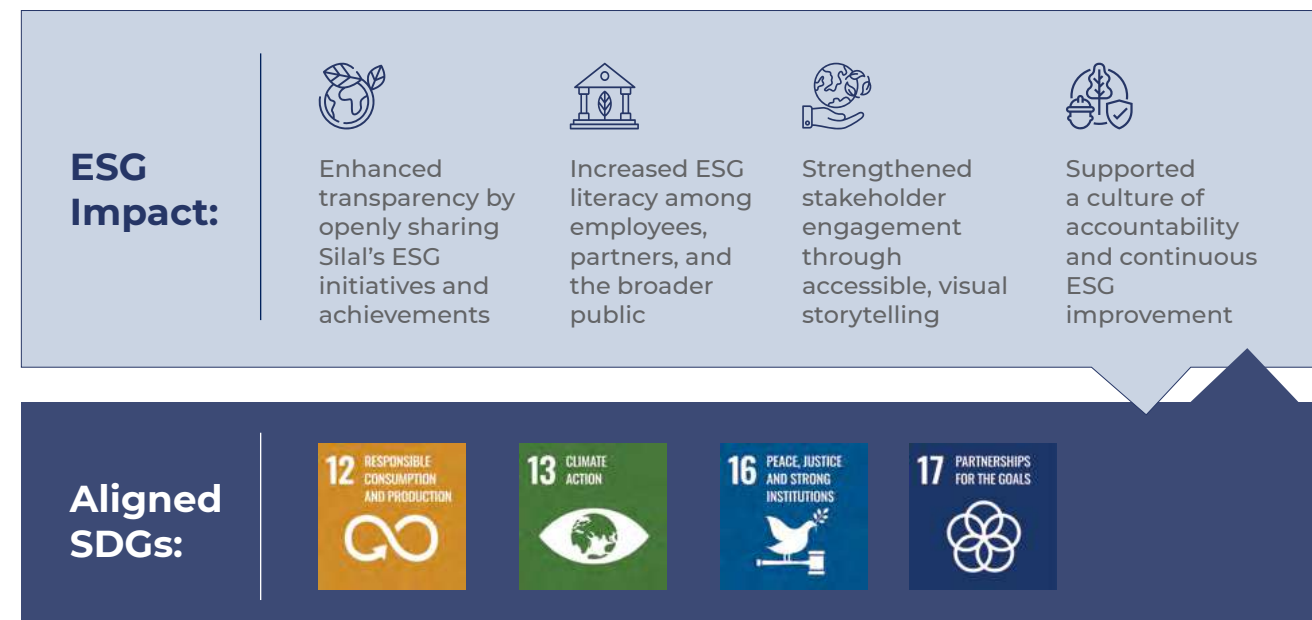 ESG
Impact:
Enhanced
transparency by
openly sharing
Silal's ESG
initiatives and
achievements
Increased ESG
literacy among
employees,
partners, and
the broader
public
Strengthened
stakeholder
engagement
through
accessible, visual
storytelling
Supported
a culture of
accountability
and continuous
ESG
improvement
Aligned
SDGs:
12 RESPONSIBLE
CONSUMPTION
AND PRODUCTION
13 CLIMATE
ACTION
16 PEACE, JUSTICE
AND STRONG
INSTITUTIONS
17 PARTNERSHIPS
FOR THE GOALS